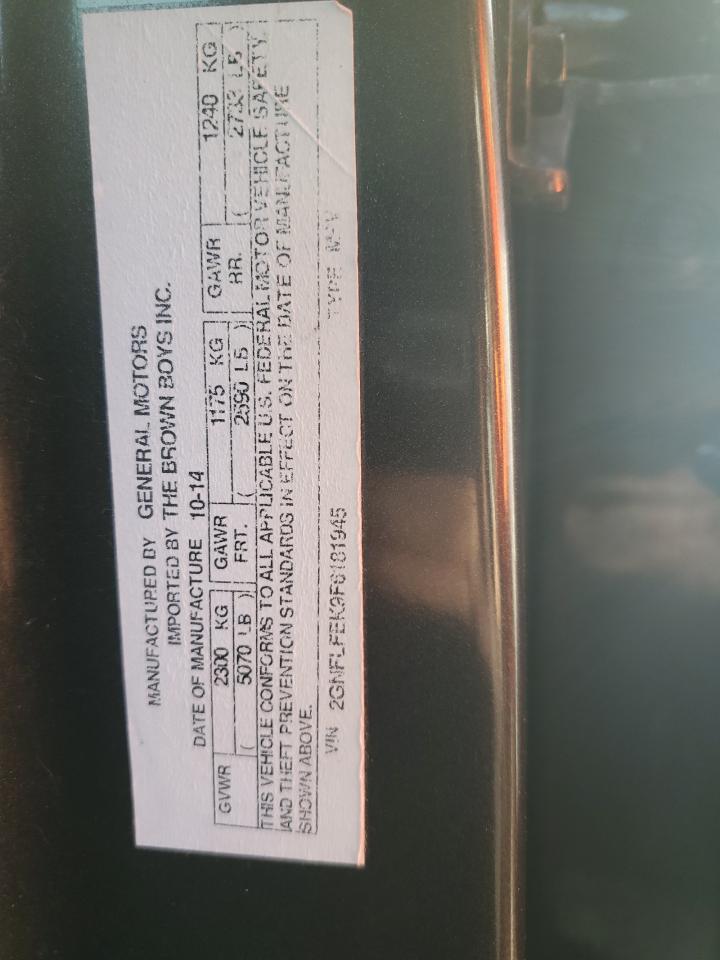 MANUFACTURED BY GENERAL MOTORS
IMPORTED BY THE BROWN BOYS INC.
DATE OF MANUFACTURE 10-14
GVWR 2300 KG GAWR 1175 KG GAWR 1240 KG
( 5070 LB ) FRT. ( 2590 LB ) RR. ( 2733 LB )
THIS VEHICLE CONFORMS TO ALL APPLICABLE U.S. FEDERAL MOTOR VEHICLE SAFETY
AND THEFT PREVENTION STANDARDS IN EFFECT ON THE DATE OF MANUFACTURE
SHOWN ABOVE.
VIN 2GNFLFEK9F6181945 TYPE